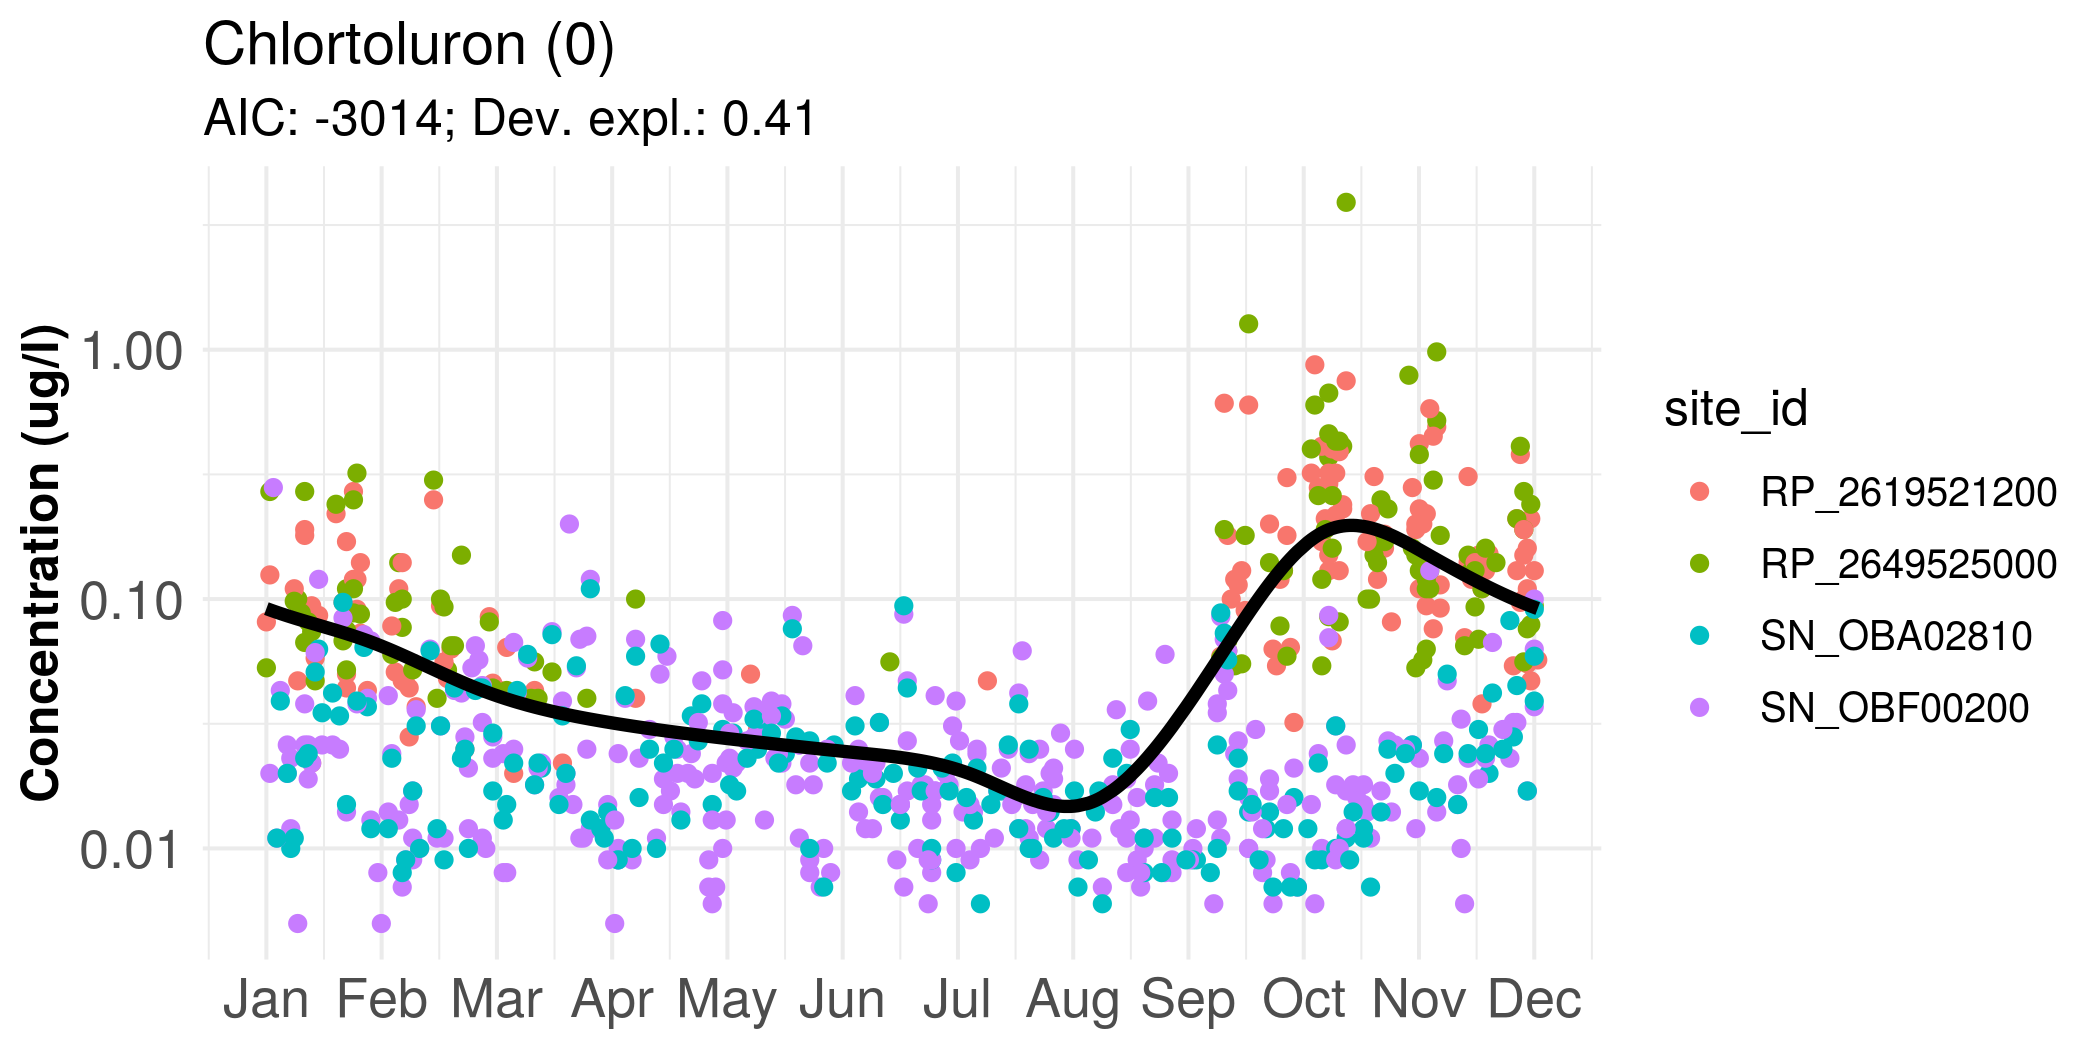 Chlortoluron (0)
AIC: -3014; Dev. expl.: 0.41
Concentration (ug/l)
1.00
0.10
0.01
Jan Feb Mar Apr May Jun Jul Aug Sep Oct Nov Dec
site_id
RP_2619521200
RP_2649525000
SN_OBA02810
SN_OBF00200